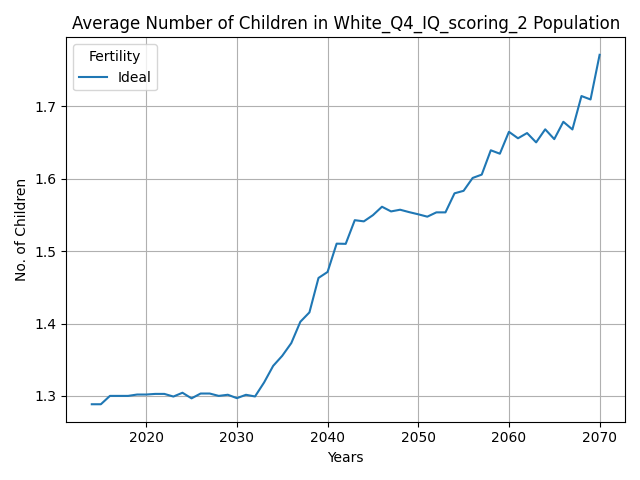 Average Number of Children in White_Q4_IQ_scoring_2 Population
Fertility
Ideal
No. of Children
1.7
1.6
1.5
1.4
1.3
2020 2030 2040 2050 2060 2070
Years